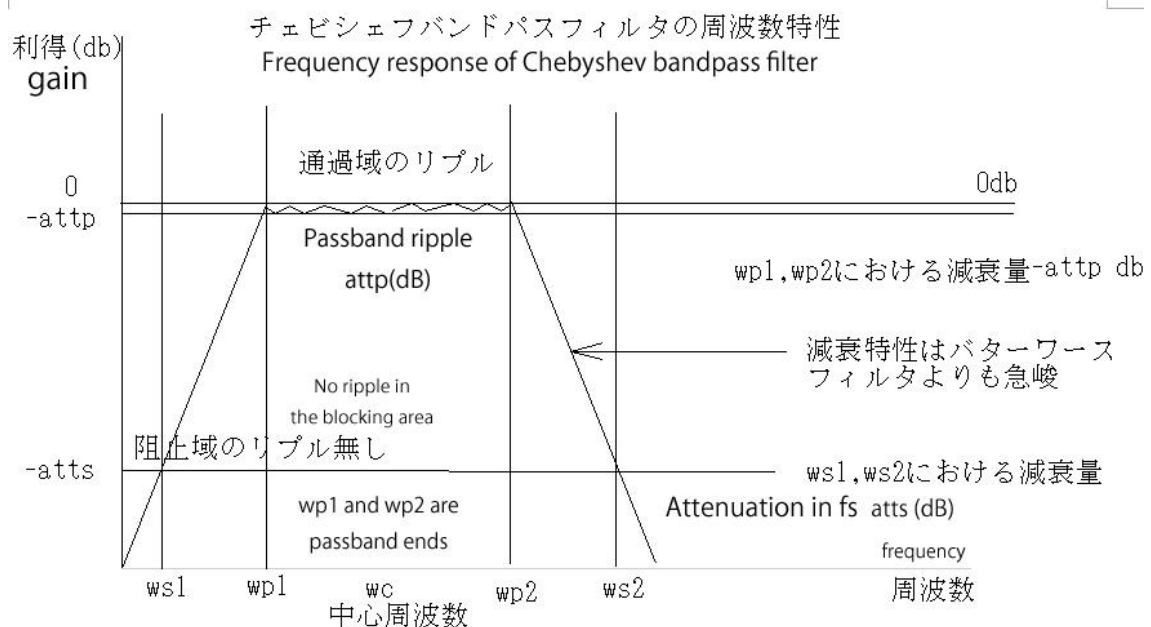 チェビシェフバンドパスフィルタの周波数特性
利得(db)
gain
Frequency response of Chebyshev bandpass filter
通過域のリプル
0
0db
-attp
Passband ripple
attp(dB)
wp1,wp2における減衰量-attp db
減衰特性はバターワース
フィルタよりも急峻
No ripple in
the blocking area
阻止域のリプル無し
-atts
ws1,ws2における減衰量
wp1 and wp2 are
passband ends
Attenuation in fs atts (dB)
frequency
ws1 wp1 wc wp2 ws2 周波数
中心周波数